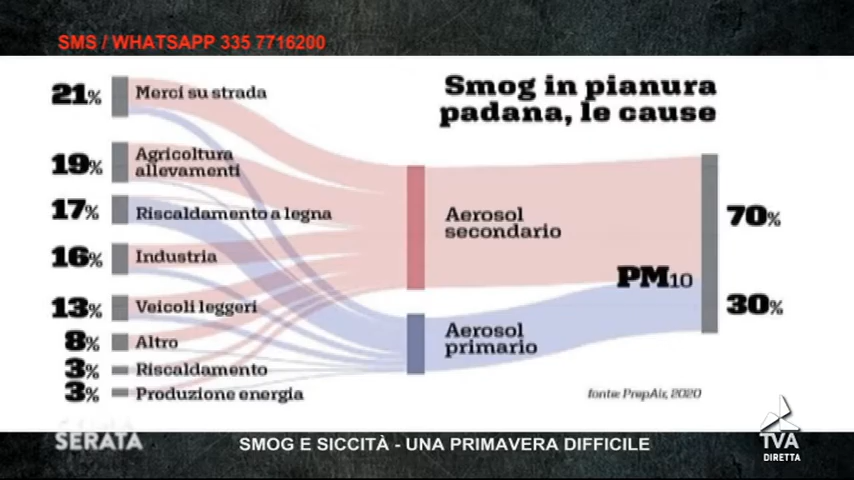 SMS / WHATSAPP 335 7716200
Smog in pianura
padana, le cause
21% Merci su strada
19% Agricoltura
allevamenti
17% Riscaldamento a legna
16% Industria
13% Veicoli leggeri
8% Altro
3% Riscaldamento
3% Produzione energia
Aerosol
secondario
Aerosol
primario
PM10
70%
30%
fonte PrepAir, 2020
SERATA
SMOG E SICCITÀ - UNA PRIMAVERA DIFFICILE
TVA
DIRETTA